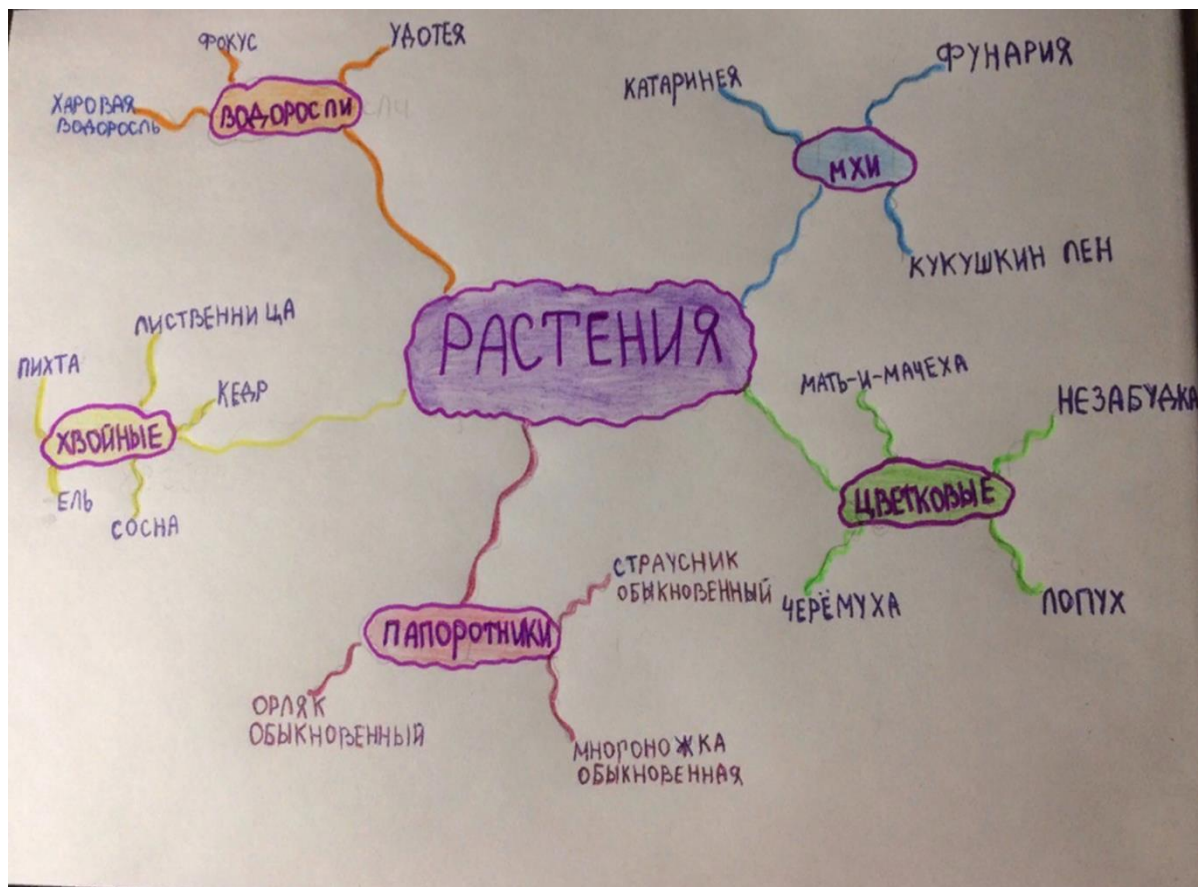 ФОКУС
УДОТЕЯ
ХАРОВАЯ
ВОДОРОСЛЬ
ВОДОРОСЛИ
КАТАРИНЕЯ
ФУНАРИЯ
МХИ
КУКУШКИН ЛЕН
РАСТЕНИЯ
ЛИСТВЕННИЦА
ПИХТА
КЕДР
ХВОЙНЫЕ
ЕЛЬ
СОСНА
МАТЬ-И-МАЧЕХА
НЕЗАБУДКА
ЦВЕТКОВЫЕ
ЧЕРЁМУХА
ЛОПУХ
СТРАУСНИК
ОБЫКНОВЕННЫЙ
ПАПОРОТНИКИ
ОРЛЯК
ОБЫКНОВЕННЫЙ
МНОГОНОЖКА
ОБЫКНОВЕННАЯ